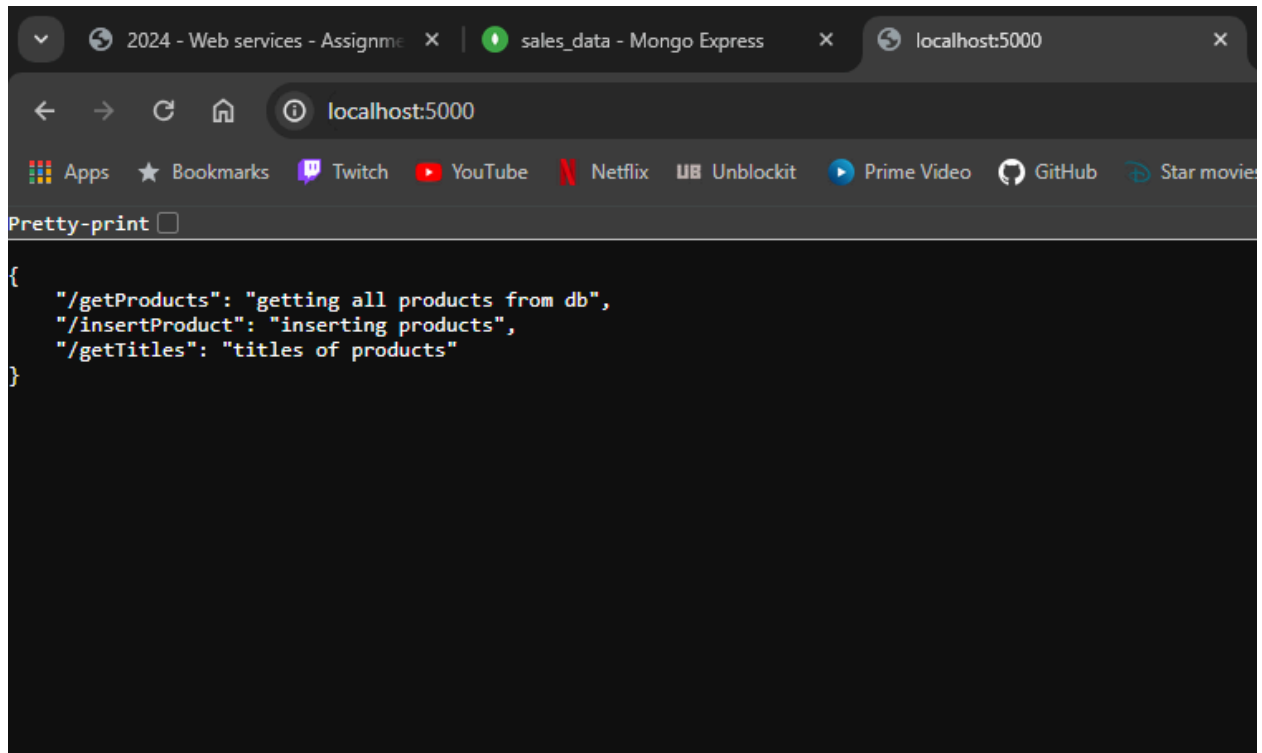 2024 - Web services - Assignme sales_data - Mongo Express localhost:5000
localhost:5000
Apps Bookmarks Twitch YouTube N Netflix UB Unblockit Prime Video GitHub Star movies
Pretty-print
{
    "/getProducts": "getting all products from db",
    "/insertProduct": "inserting products",
    "/getTitles": "titles of products"
}